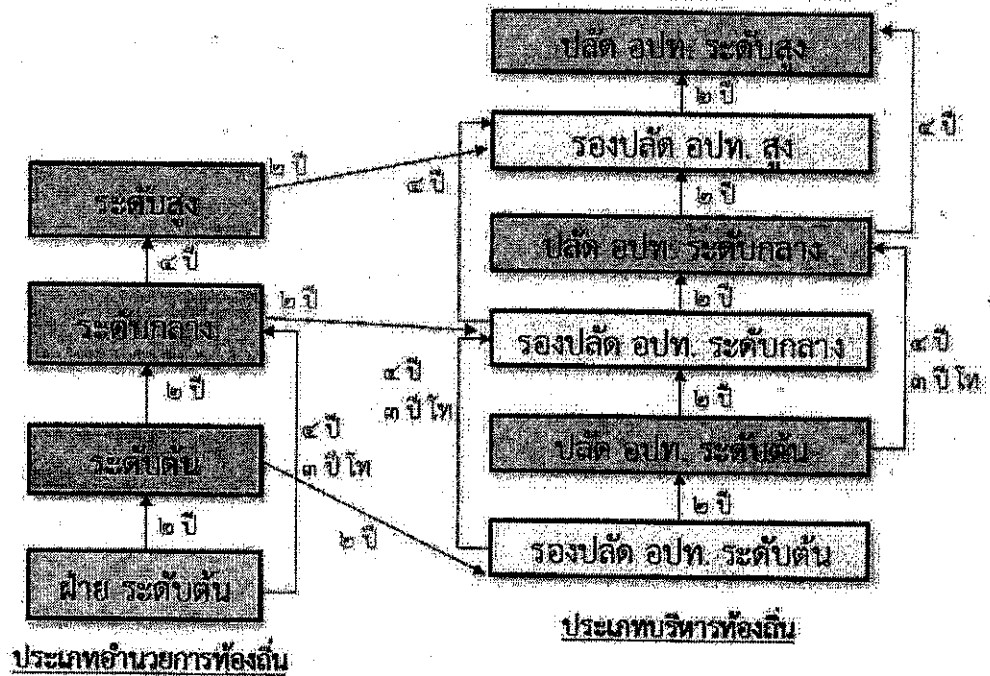 ปลัด อปท. ระดับสูง
๒ ปี
๔ ปี
รองปลัด อปท. สูง
๒ ปี
๔ ปี
ระดับสูง
๒ ปี
ปลัด อปท. ระดับกลาง
๔ ปี
๒ ปี
ระดับกลาง
๒ ปี
รองปลัด อปท. ระดับกลาง
๔ ปี
๓ ปี โท
๒ ปี
๔ ปี
๓ ปี โท
๒ ปี
ระดับต้น
๔ ปี
๓ ปี โท
ปลัด อปท. ระดับต้น
๒ ปี
๒ ปี
๒ ปี
รองปลัด อปท. ระดับต้น
ฝ่าย ระดับต้น
ประเภทบริหารท้องถิ่น
ประเภทอำนวยการท้องถิ่น